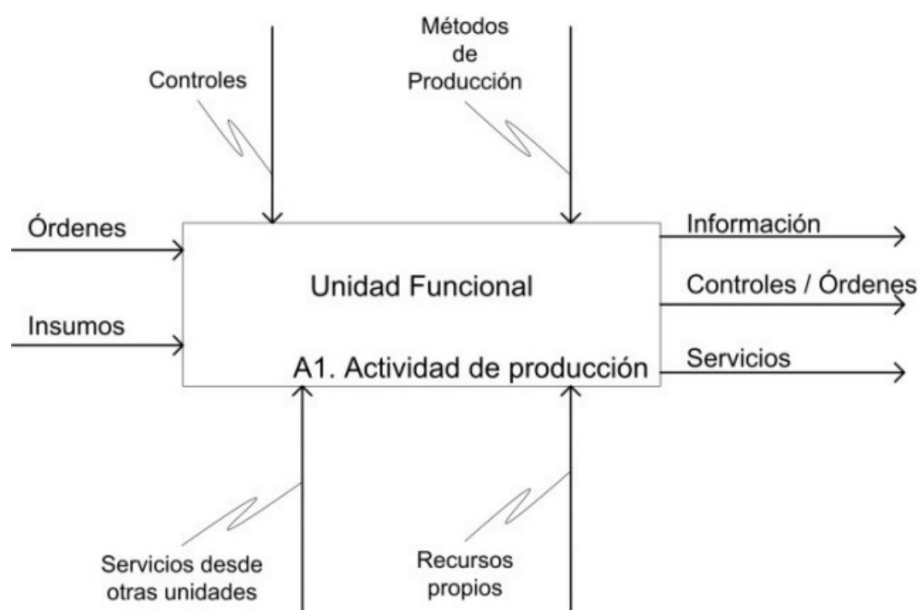 Métodos
de
Producción
Controles
Órdenes
Insumos
Unidad Funcional
A1. Actividad de producción
Información
Controles / Órdenes
Servicios
Servicios desde
otras unidades
Recursos
propios